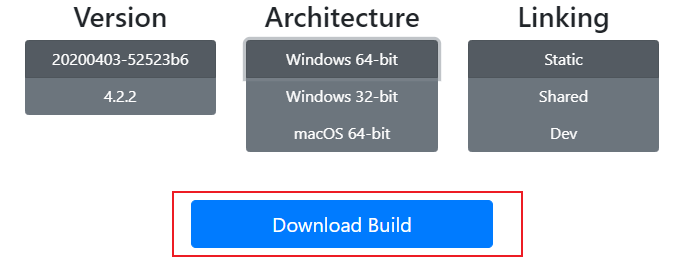 Version
Architecture
Linking
20200403-52523b6
Windows 64-bit
Static
4.2.2
Windows 32-bit
Shared
macOS 64-bit
Dev
Download Build